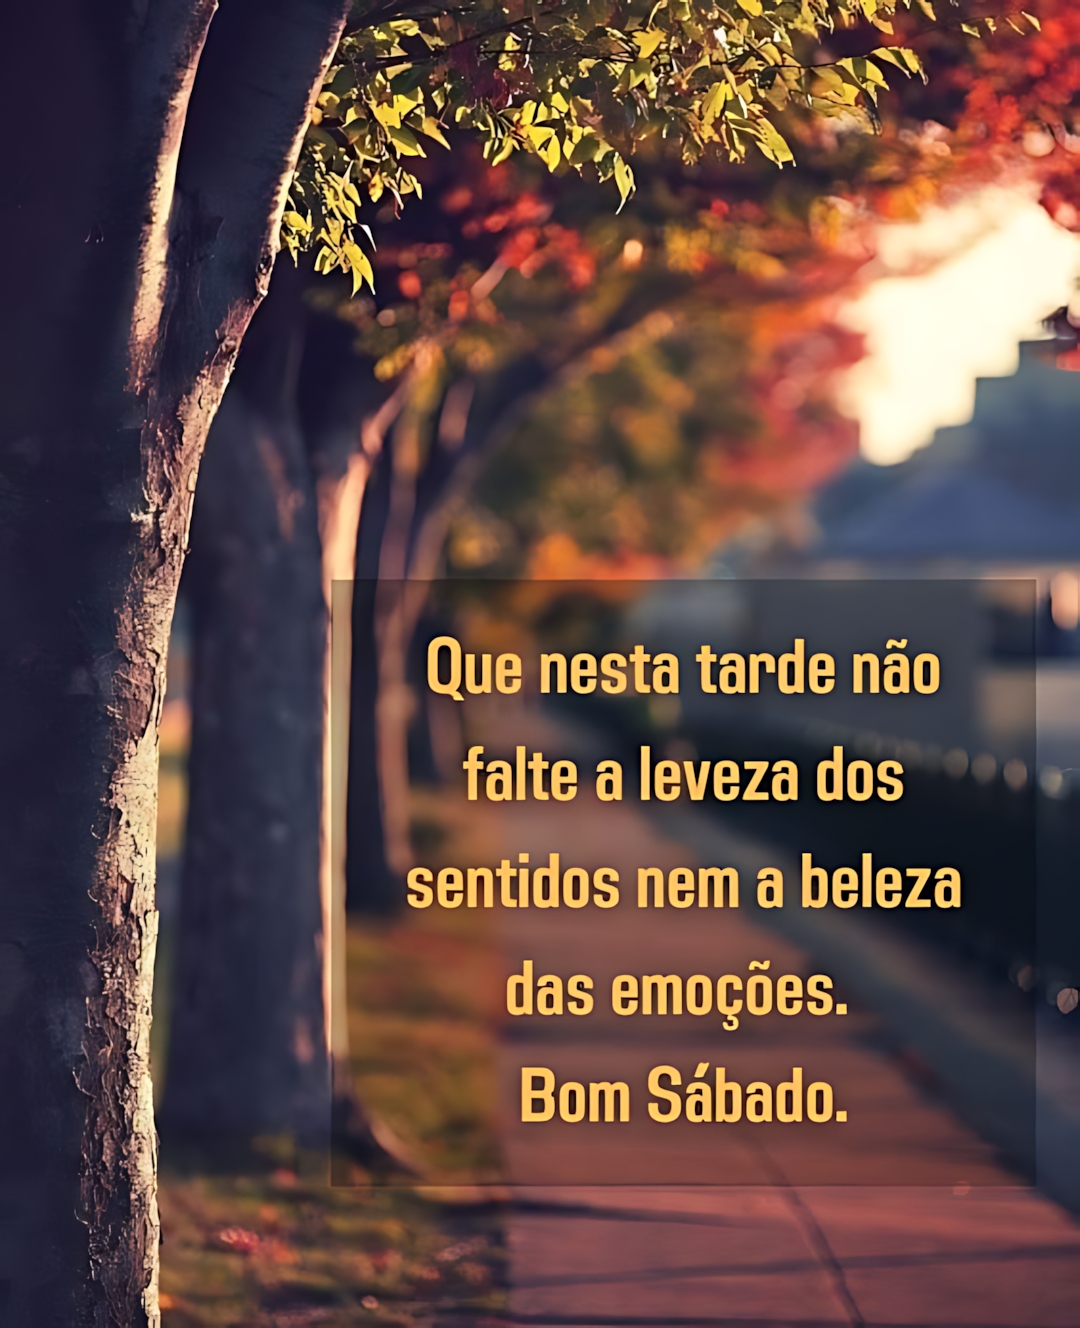 Que nesta tarde não
falte a leveza dos
sentidos nem a beleza
das emoções.
Bom Sábado.